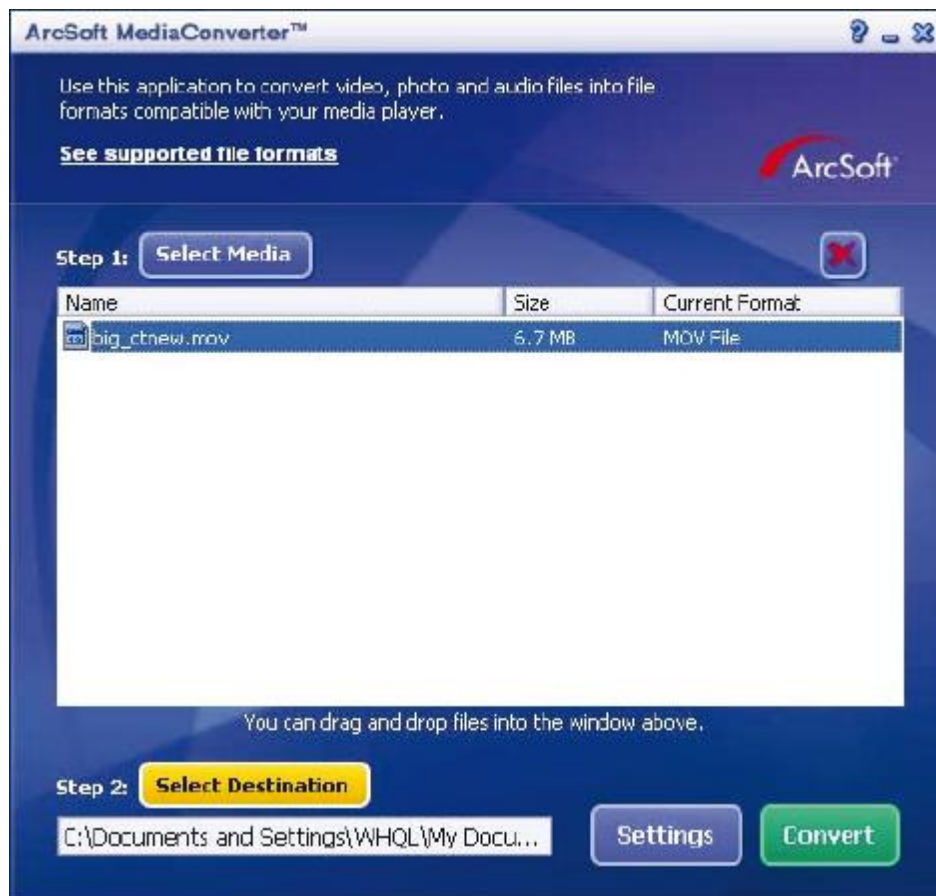 ArcSoft MediaConverter™
Use this application to convert video, photo and audio files into file
formats compatible with your media player.
See supported file formats
ArcSoft
Step 1: Select Media
Name Size Current Format
big_ctnew.mov 6.7 MB MOV File
You can drag and drop files into the window above.
Step 2: Select Destination
C:\Documents and Settings\WHQL\My Docu...
Settings Convert